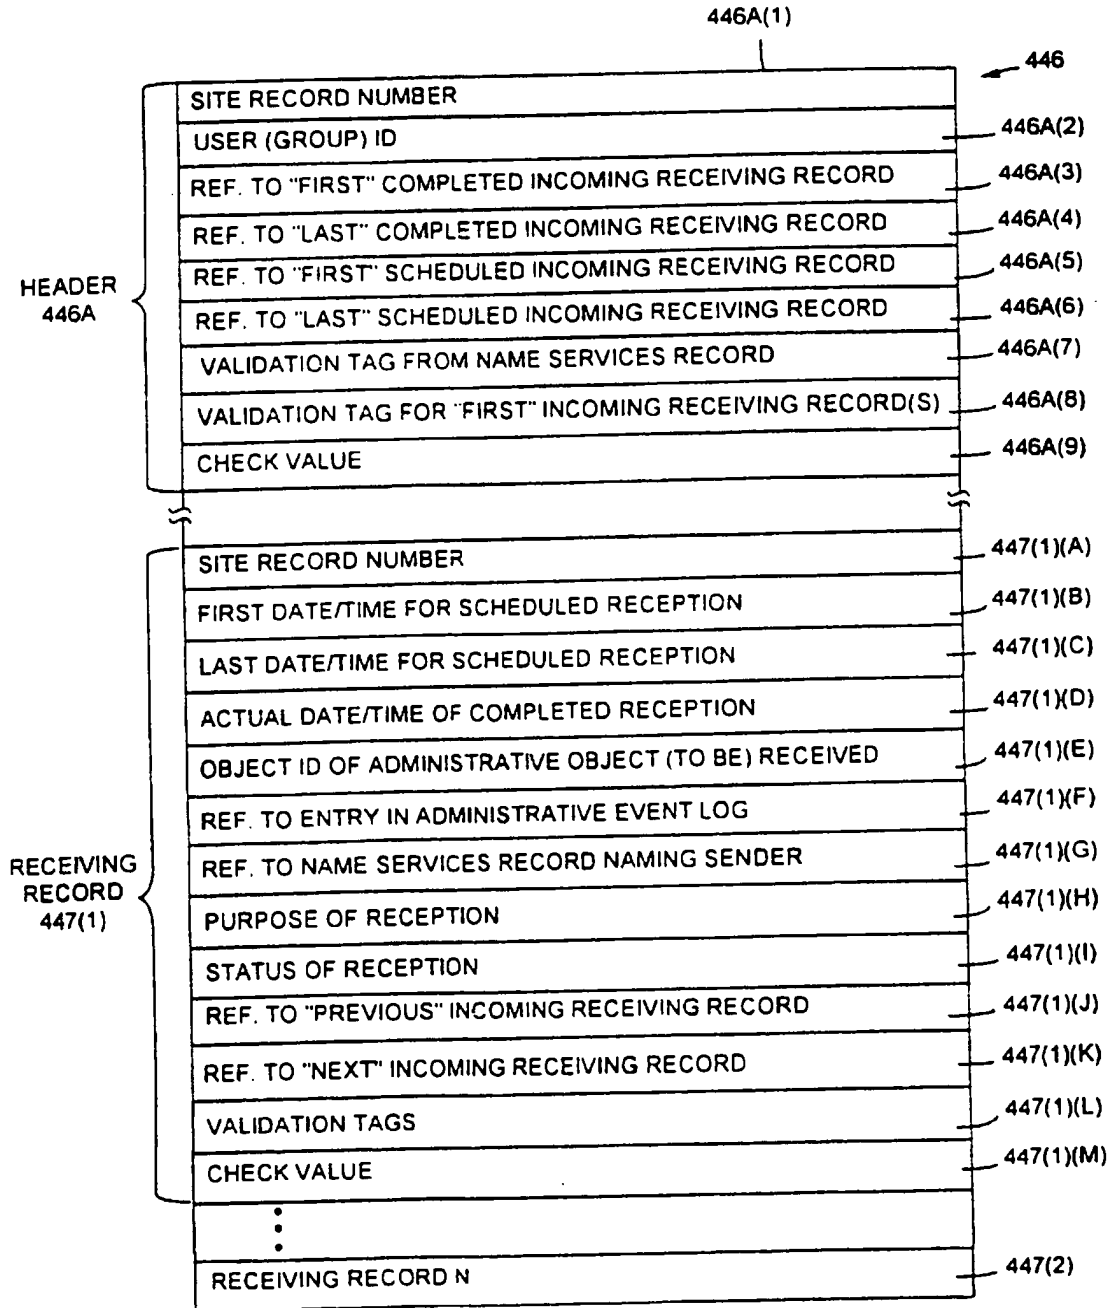 446A(1)
446
SITE RECORD NUMBER
USER (GROUP) ID
446A(2)
REF. TO "FIRST" COMPLETED INCOMING RECEIVING RECORD
446A(3)
REF. TO "LAST" COMPLETED INCOMING RECEIVING RECORD
446A(4)
REF. TO "FIRST" SCHEDULED INCOMING RECEIVING RECORD
446A(5)
HEADER
446A
REF. TO "LAST" SCHEDULED INCOMING RECEIVING RECORD
446A(6)
VALIDATION TAG FROM NAME SERVICES RECORD
446A(7)
VALIDATION TAG FOR "FIRST" INCOMING RECEIVING RECORD(S)
446A(8)
CHECK VALUE
446A(9)
SITE RECORD NUMBER
447(1)(A)
FIRST DATE/TIME FOR SCHEDULED RECEPTION
447(1)(B)
LAST DATE/TIME FOR SCHEDULED RECEPTION
447(1)(C)
ACTUAL DATE/TIME OF COMPLETED RECEPTION
447(1)(D)
OBJECT ID OF ADMINISTRATIVE OBJECT (TO BE) RECEIVED
447(1)(E)
REF. TO ENTRY IN ADMINISTRATIVE EVENT LOG
447(1)(F)
REF. TO NAME SERVICES RECORD NAMING SENDER
447(1)(G)
RECEIVING
RECORD
447(1)
PURPOSE OF RECEPTION
447(1)(H)
STATUS OF RECEPTION
447(1)(I)
REF. TO "PREVIOUS" INCOMING RECEIVING RECORD
447(1)(J)
REF. TO "NEXT" INCOMING RECEIVING RECORD
447(1)(K)
VALIDATION TAGS
447(1)(L)
CHECK VALUE
447(1)(M)
RECEIVING RECORD N
447(2)